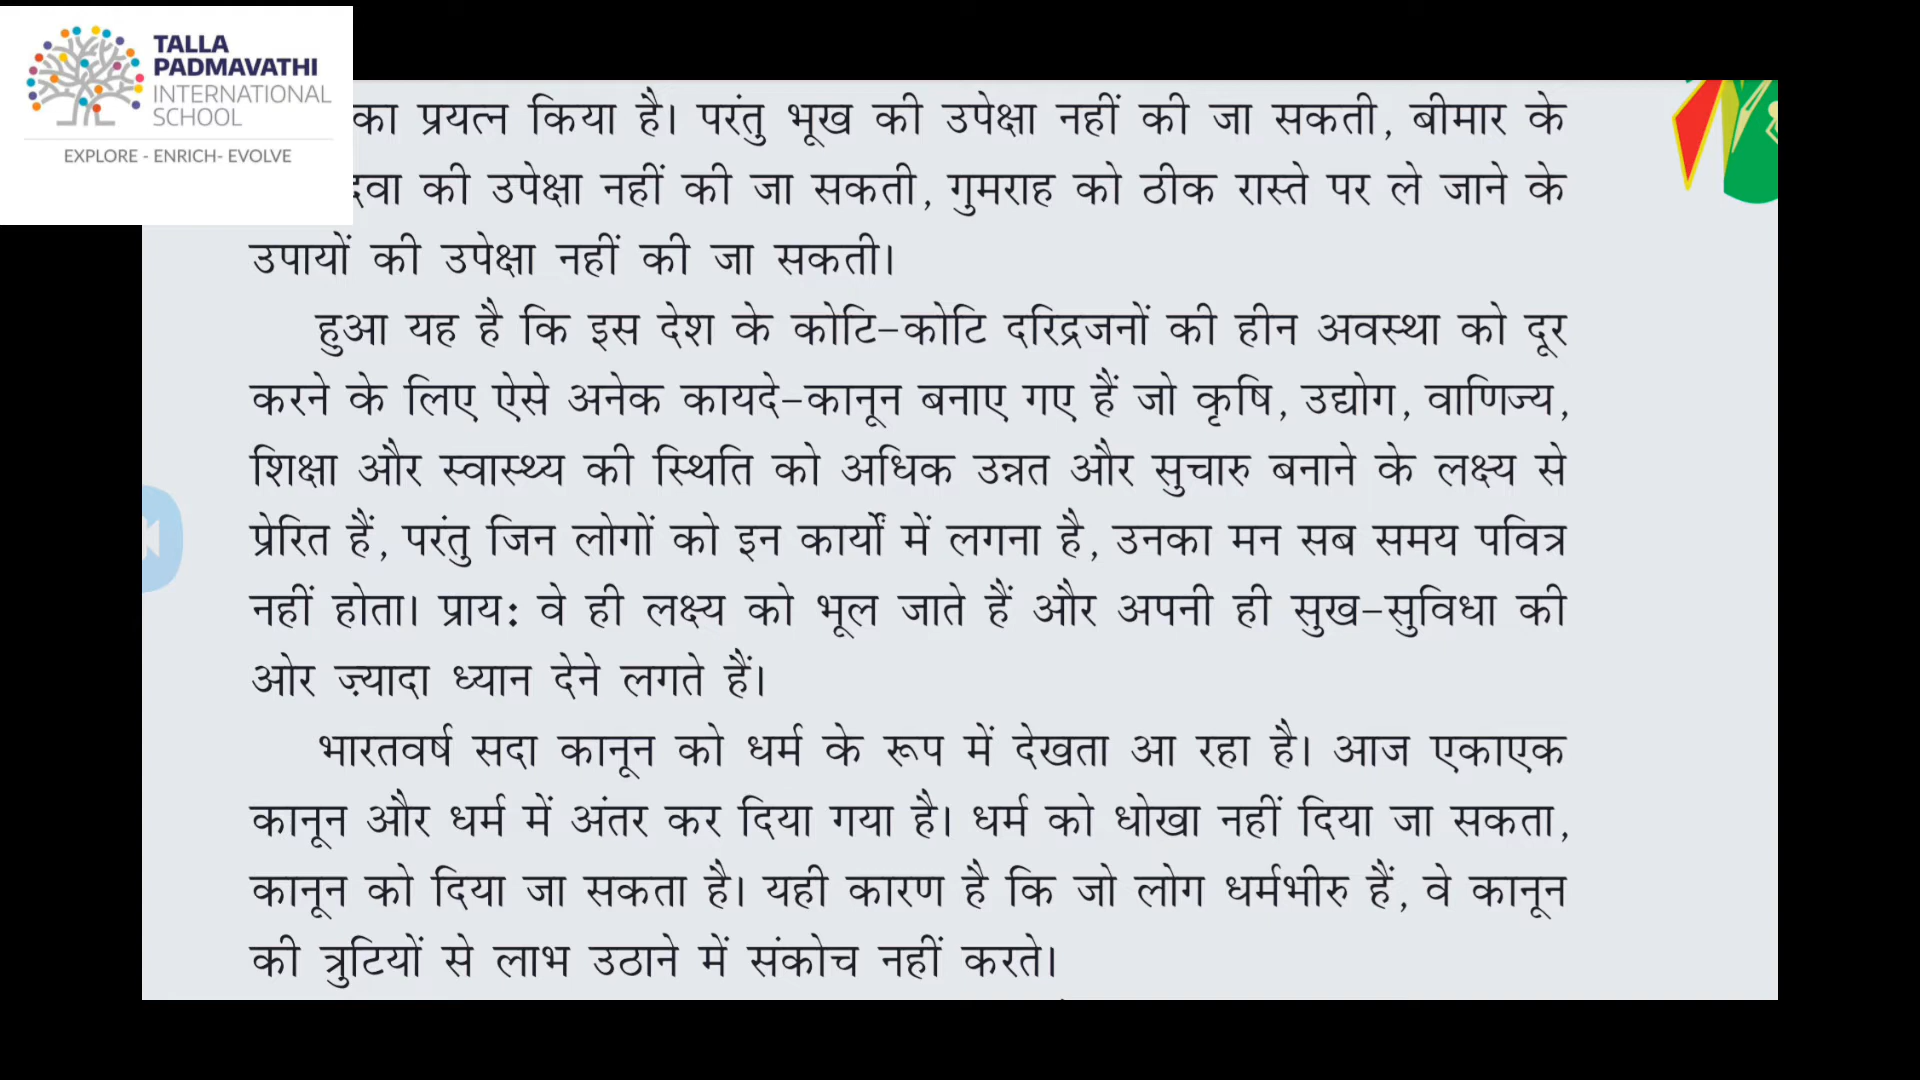 TALLA
PADMAVATHI
INTERNATIONAL
SCHOOL
EXPLORE - ENRICH- EVOLVE
का प्रयत्न किया है। परंतु भूख की उपेक्षा नहीं की जा सकती, बीमार के
दवा की उपेक्षा नहीं की जा सकती, गुमराह को ठीक रास्ते पर ले जाने के
उपायों की उपेक्षा नहीं की जा सकती।
हुआ यह है कि इस देश के कोटि-कोटि दरिद्रजनों की हीन अवस्था को दूर
करने के लिए ऐसे अनेक कायदे-कानून बनाए गए हैं जो कृषि, उद्योग, वाणिज्य,
शिक्षा और स्वास्थ्य की स्थिति को अधिक उन्नत और सुचारु बनाने के लक्ष्य से
प्रेरित हैं, परंतु जिन लोगों को इन कार्यों में लगना है, उनका मन सब समय पवित्र
नहीं होता। प्राय: वे ही लक्ष्य को भूल जाते हैं और अपनी ही सुख-सुविधा की
ओर ज़्यादा ध्यान देने लगते हैं।
भारतवर्ष सदा कानून को धर्म के रूप में देखता आ रहा है। आज एकाएक
कानून और धर्म में अंतर कर दिया गया है। धर्म को धोखा नहीं दिया जा सकता,
कानून को दिया जा सकता है। यही कारण है कि जो लोग धर्मभीरु हैं, वे कानून
की त्रुटियों से लाभ उठाने में संकोच नहीं करते।